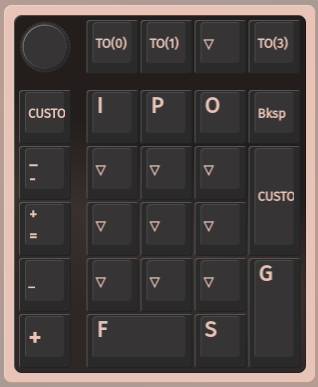 TO(0) TO(1) ▽ TO(3)
CUSTO I P O Bksp
_
- ▽ ▽ ▽ CUSTO
+
= ▽ ▽ ▽
_ ▽ ▽ ▽ G
+ F S